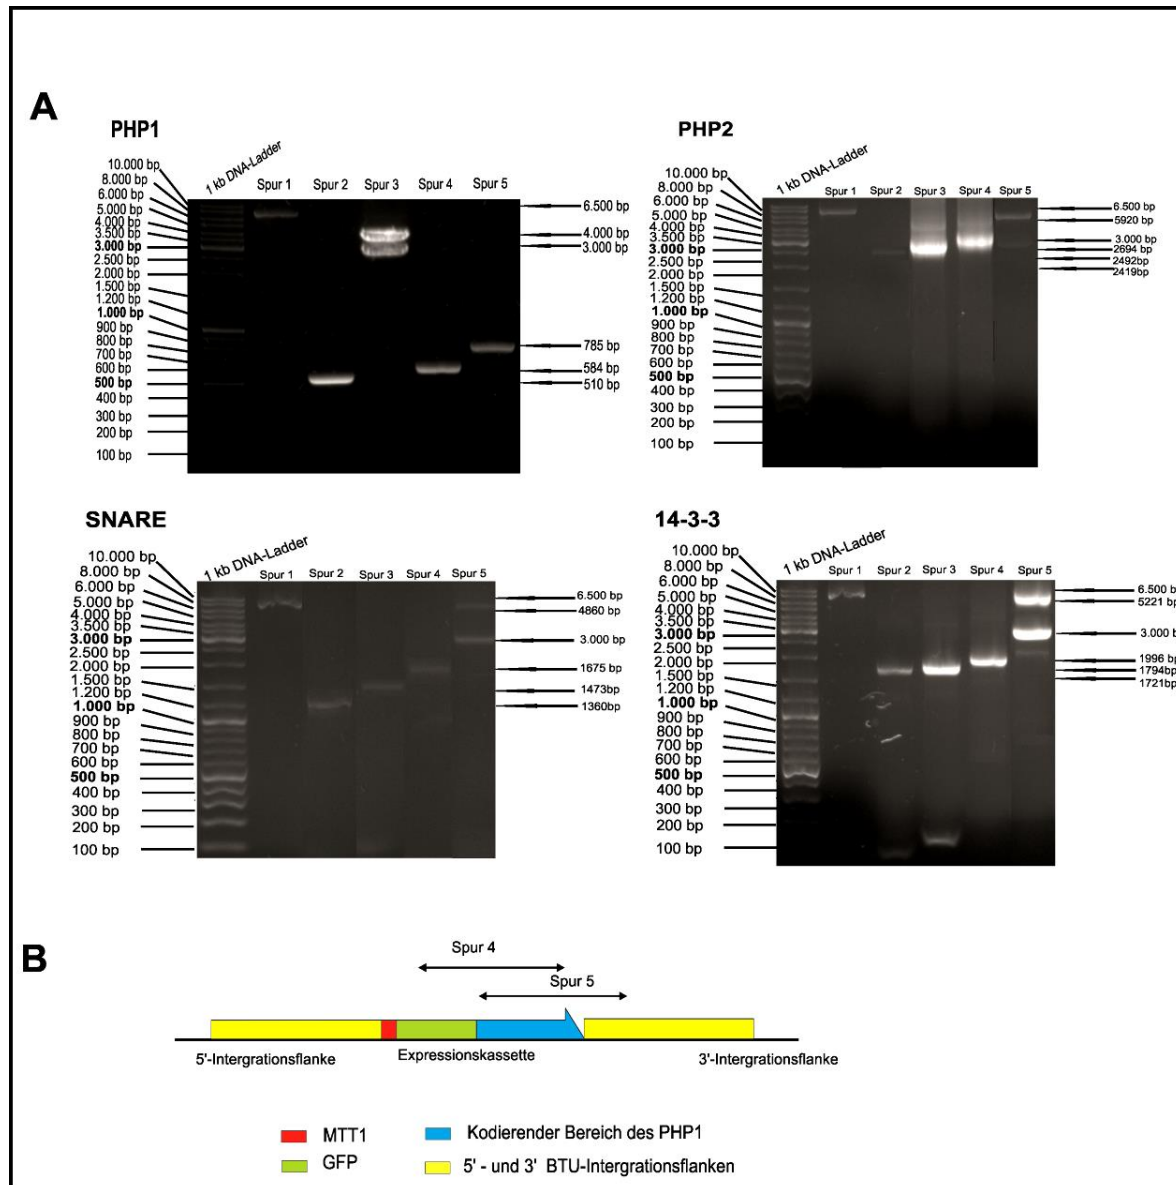 A
PHP1
1 kb DNA-Ladder
Spur 1
Spur 2
Spur 3
Spur 4
Spur 5
10.000 bp
8.000 bp
6.000 bp
5.000 bp
4.000 bp
3.500 bp
3.000 bp
2.500 bp
2.000 bp
1.500 bp
1.200 bp
1.000 bp
900 bp
800 bp
700 bp
600 bp
500 bp
400 bp
300 bp
200 bp
100 bp
6.500 bp
4.000 bp
3.000 bp
785 bp
584 bp
510 bp
PHP2
1 kb DNA-Ladder
Spur 1
Spur 2
Spur 3
Spur 4
Spur 5
10.000 bp
8.000 bp
6.000 bp
5.000 bp
4.000 bp
3.500 bp
3.000 bp
2.500 bp
2.000 bp
1.500 bp
1.200 bp
1.000 bp
900 bp
800 bp
700 bp
600 bp
500 bp
400 bp
300 bp
200 bp
100 bp
6.500 bp
5920 bp
3.000 bp
2694 bp
2492bp
2419bp
SNARE
1 kb DNA-Ladder
Spur 1
Spur 2
Spur 3
Spur 4
Spur 5
10.000 bp
8.000 bp
6.000 bp
5.000 bp
4.000 bp
3.500 bp
3.000 bp
2.500 bp
2.000 bp
1.500 bp
1.200 bp
1.000 bp
900 bp
800 bp
700 bp
600 bp
500 bp
400 bp
300 bp
200 bp
100 bp
6.500 bp
4860 bp
3.000 bp
1675 bp
1473bp
1360bp
14-3-3
1 kb DNA-Ladder
Spur 1
Spur 2
Spur 3
Spur 4
Spur 5
10.000 bp
8.000 bp
6.000 bp
5.000 bp
4.000 bp
3.500 bp
3.000 bp
2.500 bp
2.000 bp
1.500 bp
1.200 bp
1.000 bp
900 bp
800 bp
700 bp
600 bp
500 bp
400 bp
300 bp
200 bp
100 bp
6.500 b
5221 bp
3.000 b
1996 bp
1794bp
1721bp
B
Spur 4
Spur 5
5'-Intergrationsflanke
Expressionskassette
3'-Intergrationsflanke
MTT1
Kodierender Bereich des PHP1
GFP
5' - und 3' BTU-Intergrationsflanken